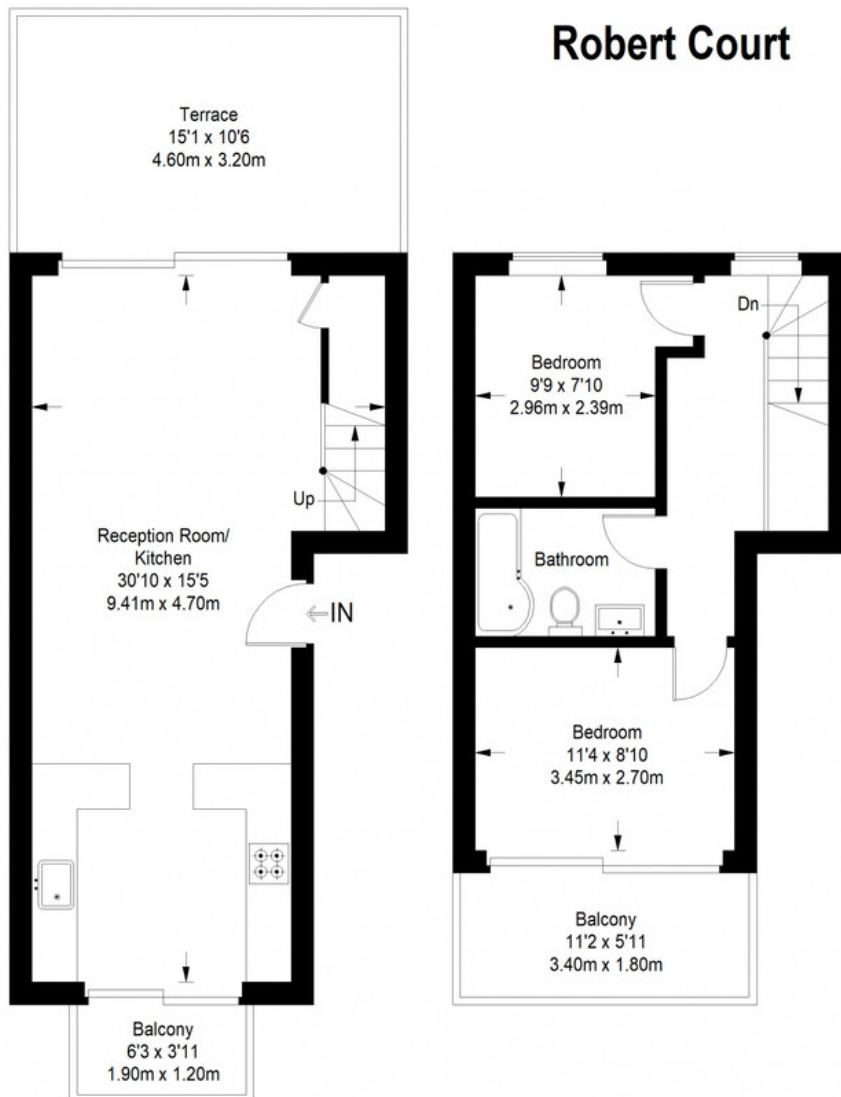 Robert Court
Terrace
15'1 x 10'6
4.60m x 3.20m
Up
Reception Room/
Kitchen
30'10 x 15'5
9.41m x 4.70m
IN
Balcony
6'3 x 3'11
1.90m x 1.20m
Dn
Bedroom
9'9 x 7'10
2.96m x 2.39m
Bathroom
Bedroom
11'4 x 8'10
3.45m x 2.70m
Balcony
11'2 x 5'11
3.40m x 1.80m